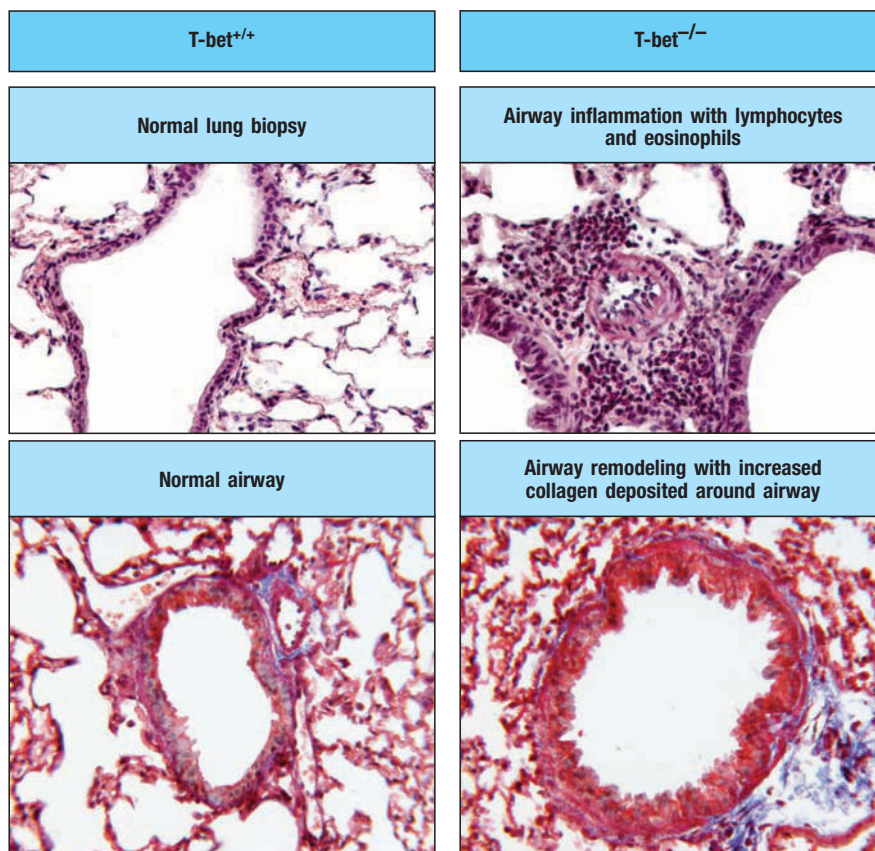 T-bet+/+
T-bet−/−
Normal lung biopsy
Airway inflammation with lymphocytes
and eosinophils
Normal airway
Airway remodeling with increased
collagen deposited around airway